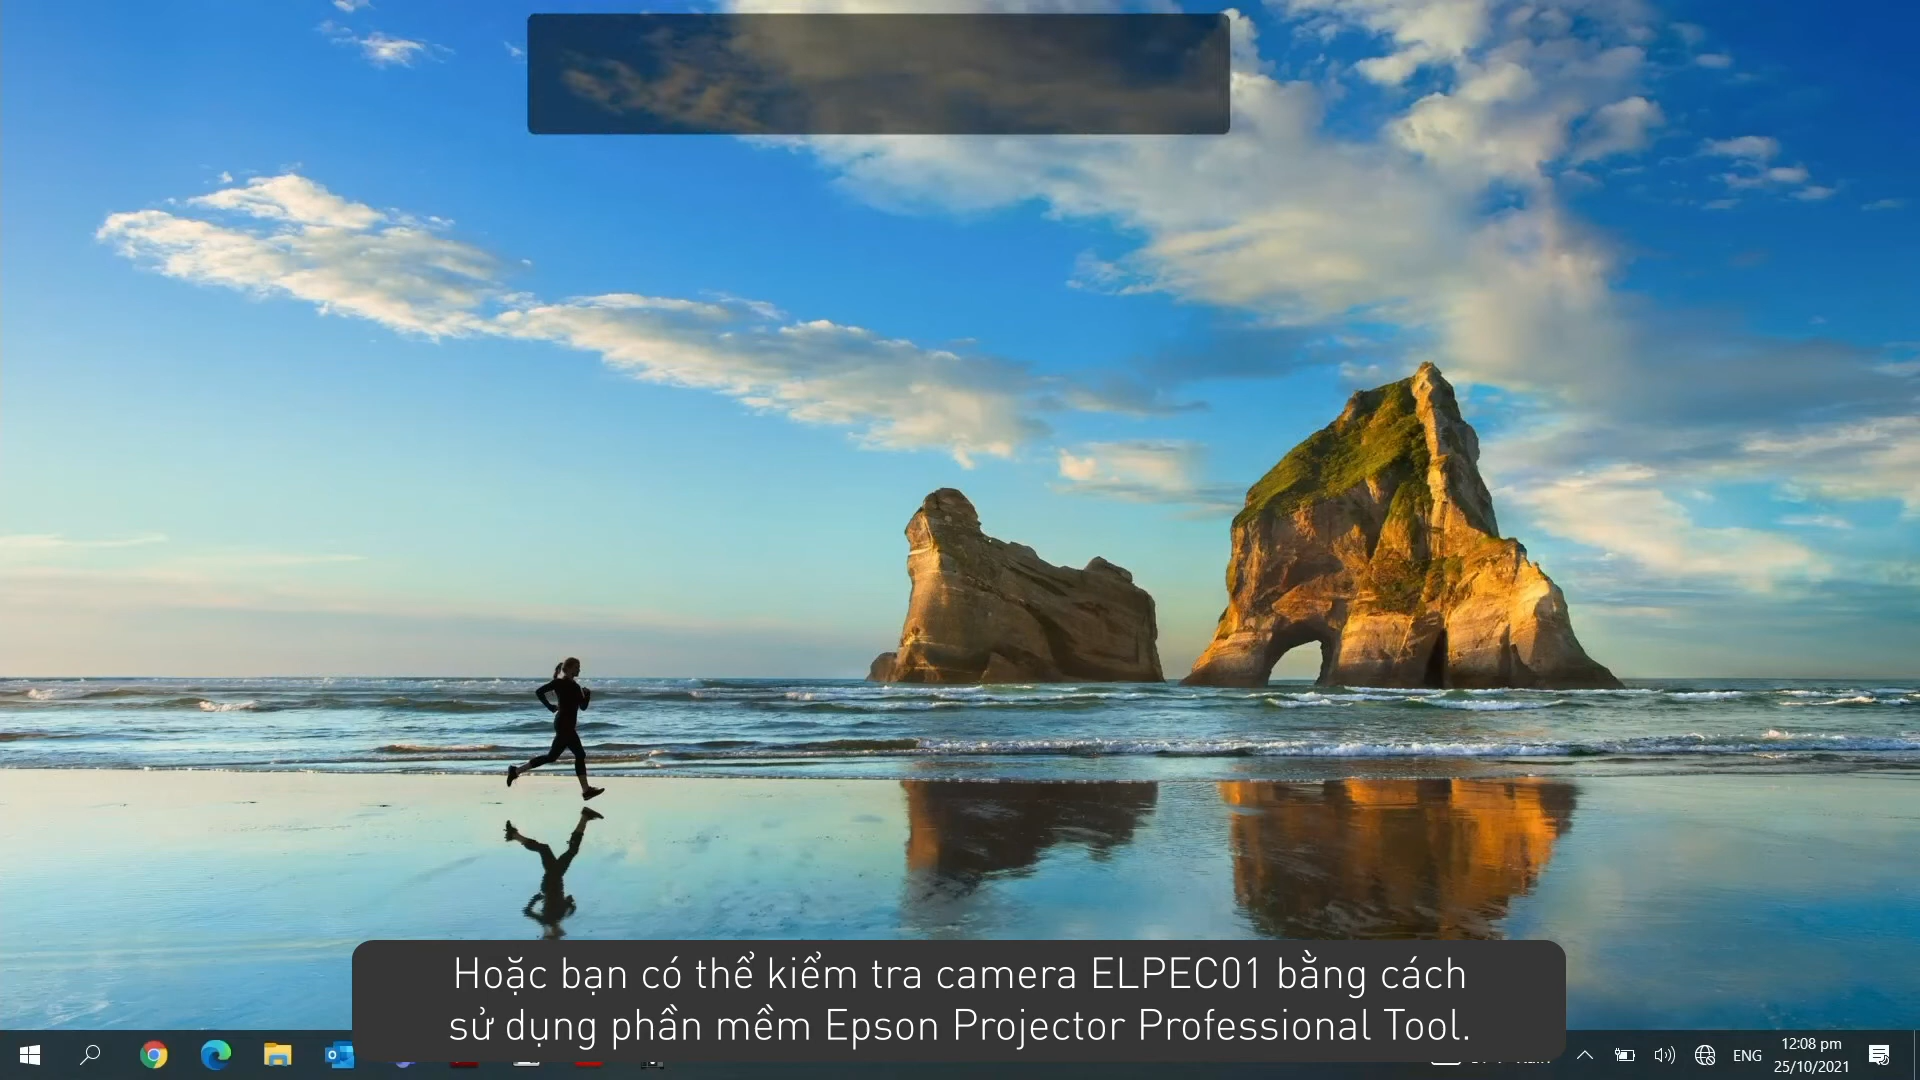 Hoặc bạn có thể kiểm tra camera ELPEC01 bằng cách
sử dụng phần mềm Epson Projector Professional Tool.
ENG
12:08 pm
25/10/2021